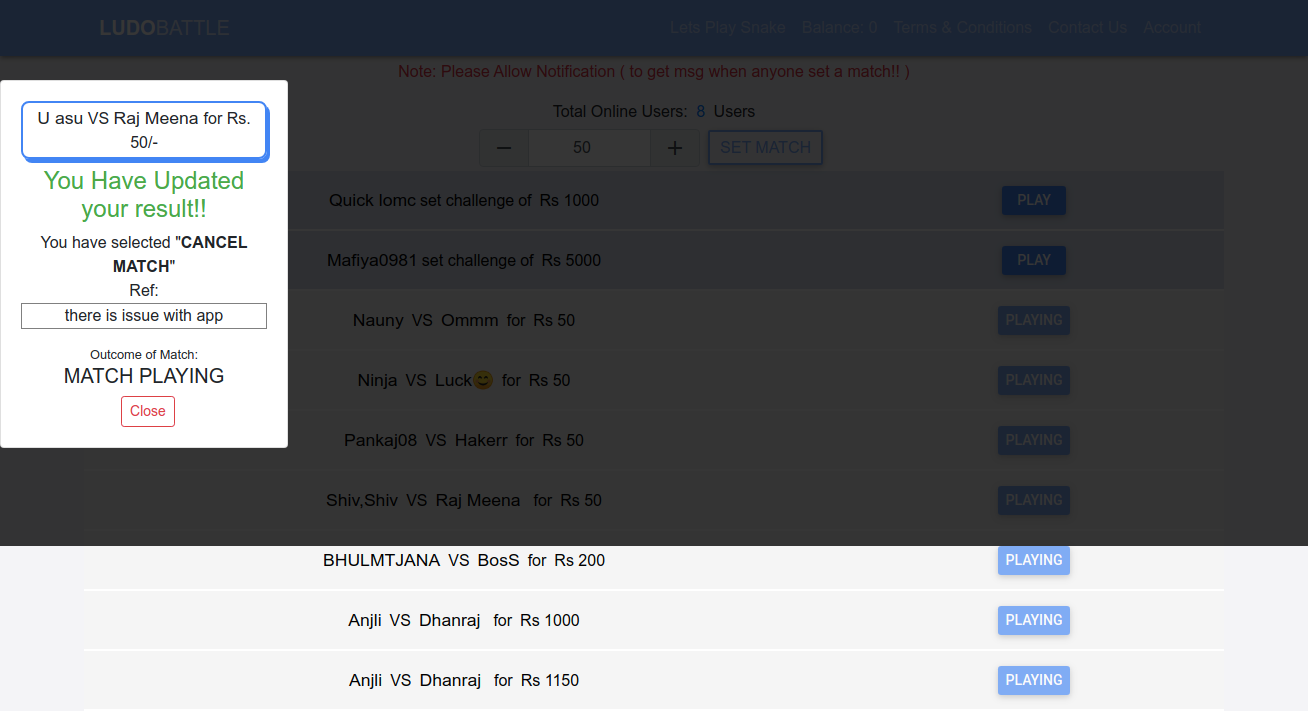 LUDOBATTLE
Lets Play Snake Balance: 0 Terms & Conditions Contact Us Account
Note: Please Allow Notification ( to get msg when anyone set a match!! )
Total Online Users: 8 Users
− 50 + SET MATCH
U asu VS Raj Meena for Rs.
50/-
You Have Updated
your result!!
You have selected "CANCEL
MATCH"
Ref:
there is issue with app
Outcome of Match:
MATCH PLAYING
Close
Quick lomc set challenge of Rs 1000 PLAY
Mafiya0981 set challenge of Rs 5000 PLAY
Nauny VS Ommm for Rs 50 PLAYING
Ninja VS Luck😊 for Rs 50 PLAYING
Pankaj08 VS Hakerr for Rs 50 PLAYING
Shiv,Shiv VS Raj Meena for Rs 50 PLAYING
BHULMTJANA VS BosS for Rs 200 PLAYING
Anjli VS Dhanraj for Rs 1000 PLAYING
Anjli VS Dhanraj for Rs 1150 PLAYING